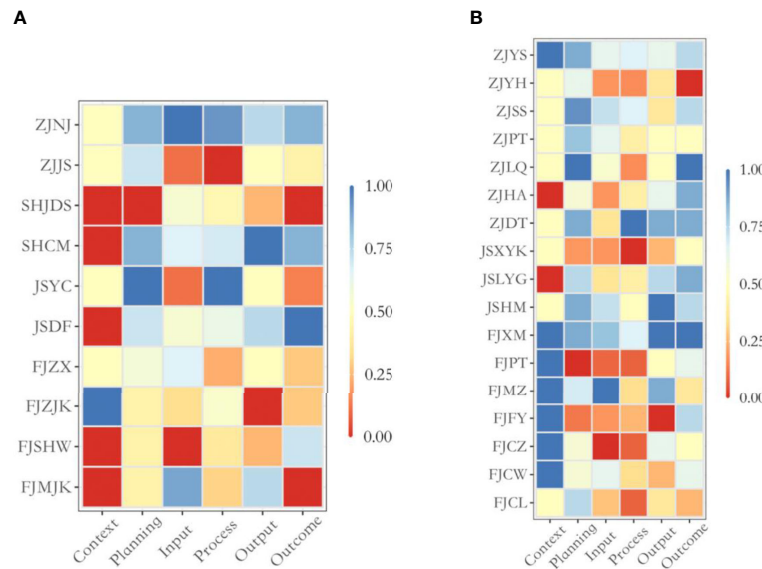 A
ZJNJ
ZJJS
SHJDS
SHCM
JSYC
JSDF
FJZX
FJZJK
FJSHW
FJMJK
Context
Planning
Input
Process
Output
Outcome
1.00
0.75
0.50
0.25
0.00
B
ZJYS
ZJYH
ZJSS
ZJPT
ZJLQ
ZJHA
ZJDT
JSXYK
JSLYG
JSHM
FJXM
FJPT
FJMZ
FJFY
FJCZ
FJCW
FJCL
Context
Planning
Input
Process
Output
Outcome
1.00
0.75
0.50
0.25
0.00